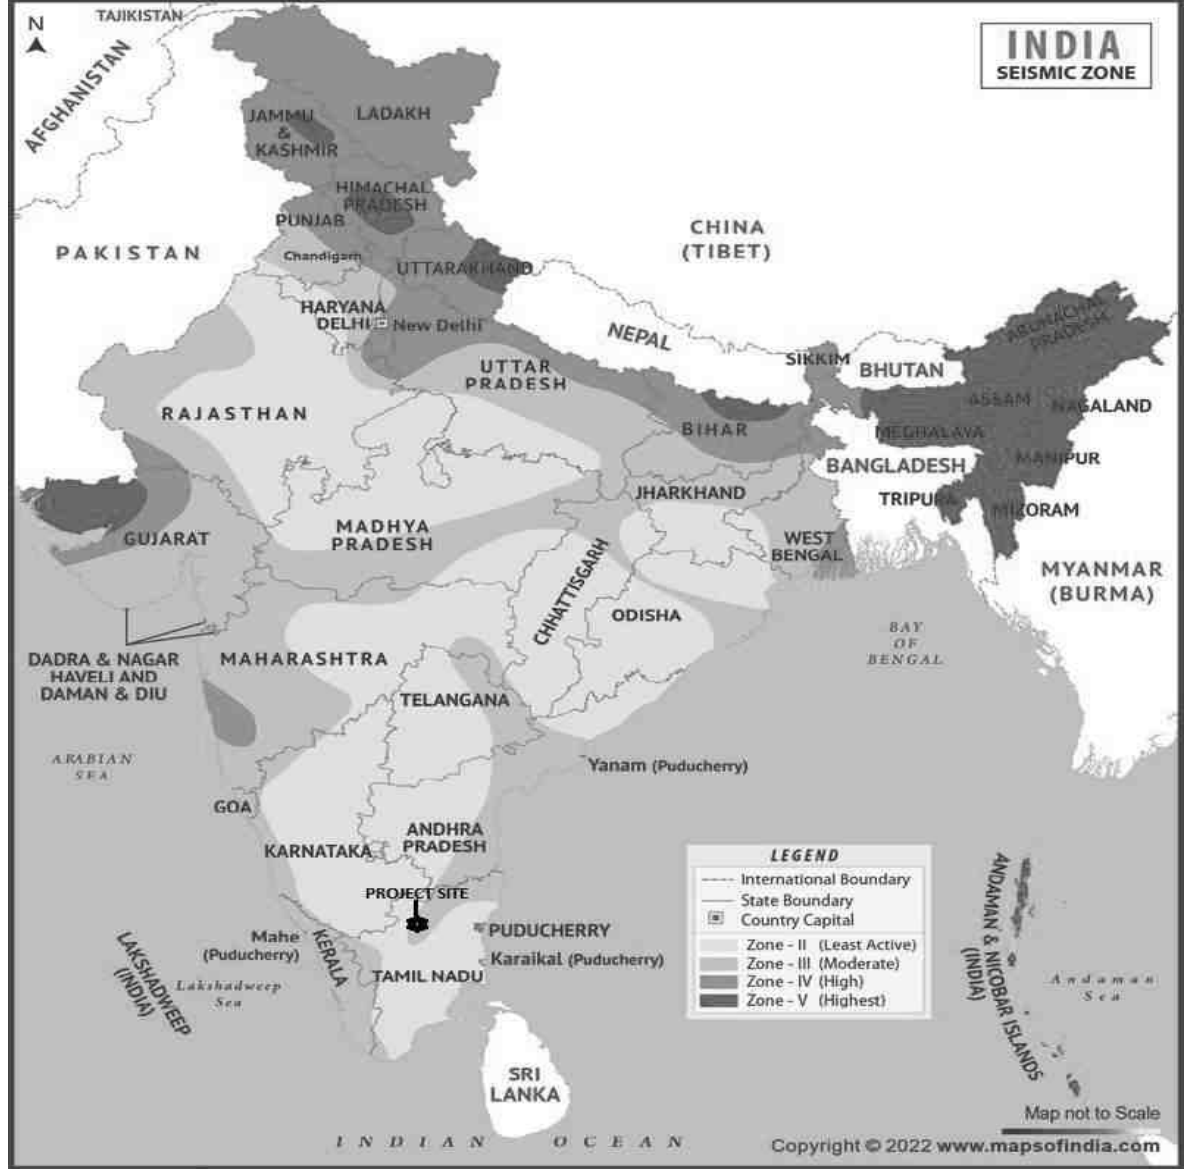 N
TAJIKISTAN
INDIA
SEISMIC ZONE
AFGHANISTAN
JAMMU
&
KASHMIR
LADAKH
HIMACHAL
PRADESH
PUNJAB
CHINA
(TIBET)
PAKISTAN
Chandigarh
UTTARAKHAND
HARYANA
DELHI
New Delhi
NEPAL
ARUNACHAL
PRADESH
SIKKIM
BHUTAN
UTTAR
PRADESH
RAJASTHAN
ASSAM
NAGALAND
BIHAR
MEGHALAYA
BANGLADESH
MANIPUR
JHARKHAND
TRIPURA
MIZORAM
GUJARAT
MADHYA
PRADESH
WEST
BENGAL
MYANMAR
(BURMA)
CHHATTISGARH
ODISHA
BAY
OF
BENGAL
DADRA & NAGAR
HAVELI AND
DAMAN & DIU
MAHARASHTRA
TELANGANA
ARABIAN
SEA
Yanam (Puducherry)
GOA
ANDHRA
PRADESH
KARNATAKA
LEGEND
International Boundary
State Boundary
Country Capital
Zone - II (Least Active)
Zone - III (Moderate)
Zone - IV (High)
Zone - V (Highest)
PROJECT SITE
PUDUCHERRY
Mahe
(Puducherry)
KERALA
Karaikal (Puducherry)
TAMIL NADU
LAKSHADWEEP
(INDIA)
Lakshadweep
Sea
ANDAMAN & NICOBAR ISLANDS
(INDIA)
Andaman
Sea
SRI
LANKA
INDIAN OCEAN
Map not to Scale
Copyright © 2022 www.mapsofindia.com